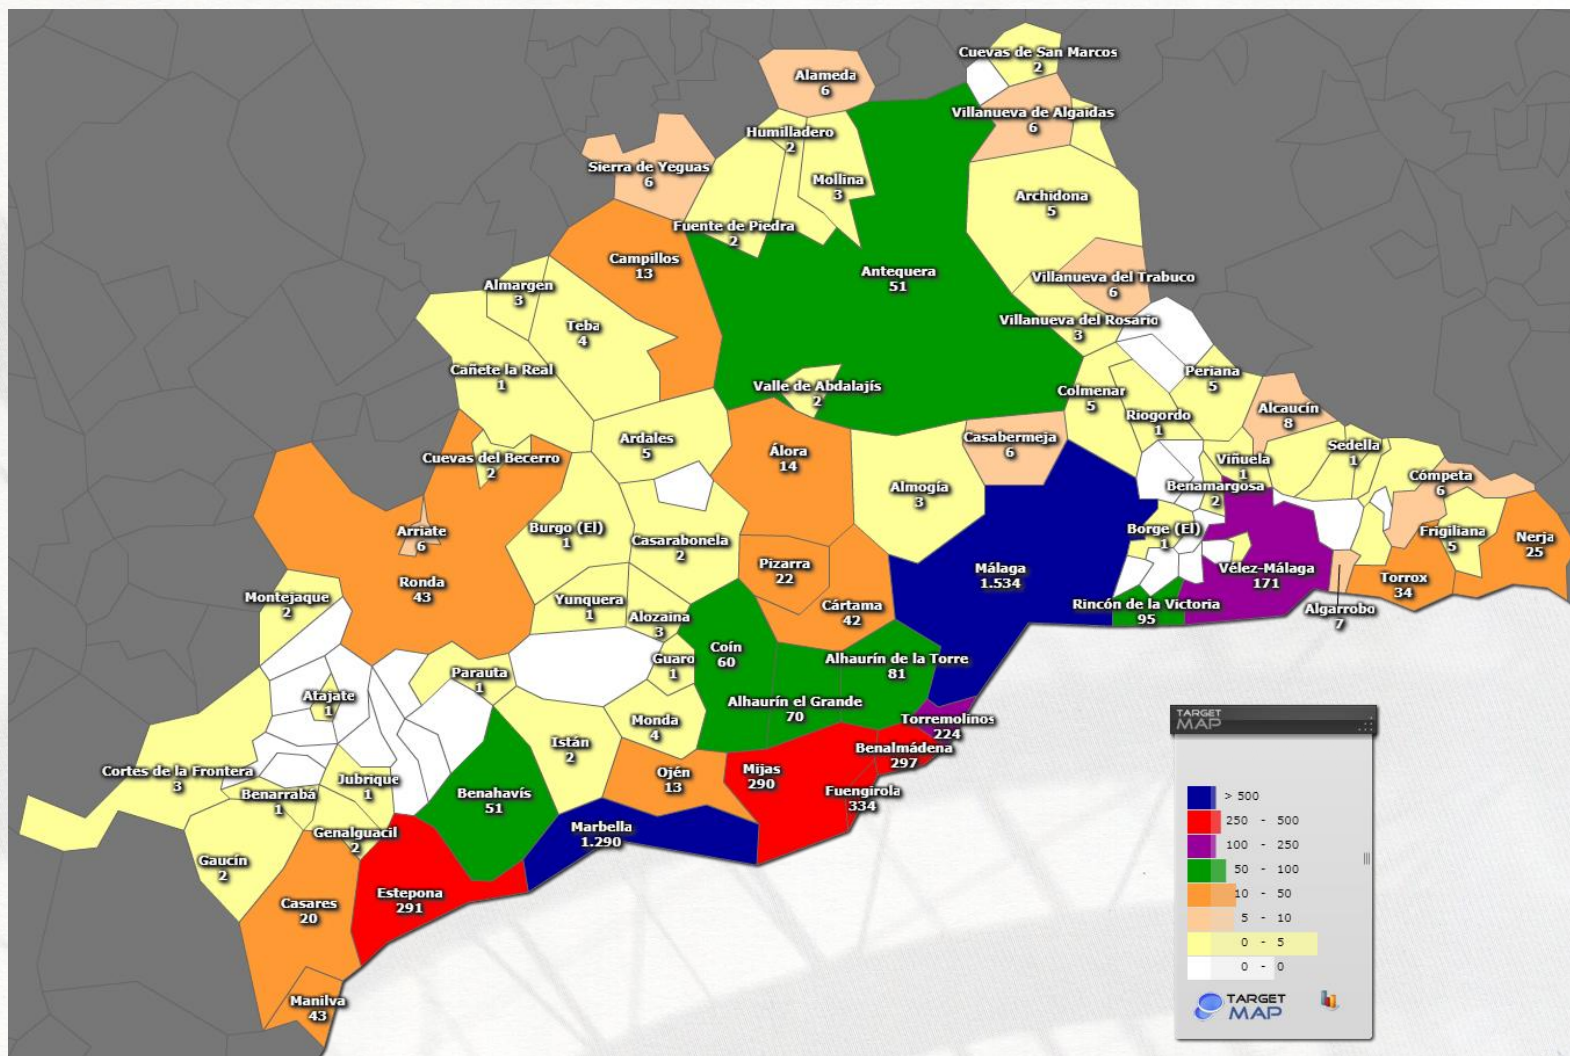 Cuevas de San Marcos
2
Alameda
6
Villanueva de Algaidas
6
Humilladero
2
Sierra de Yeguas
6
Mollina
3
Archidona
5
Fuente de Piedra
2
Campillos
13
Antequera
51
Villanueva del Trabuco
6
Almargen
3
Teba
4
Villanueva del Rosario
3
Cañete la Real
1
Valle de Abdalajís
2
Periana
5
Colmenar
5
Riogordo
1
Alcaucín
8
Ardales
5
Casabermeja
6
Sedella
1
Cuevas del Becerro
2
Álora
14
Viñuela
1
Cómpeta
6
Almogía
3
Benamargosa
2
Arriate
6
Burgo (El)
1
Casarabonela
2
Borge (El)
1
Frigiliana
5
Nerja
25
Pizarra
22
Málaga
1.534
Vélez-Málaga
171
Ronda
43
Torrox
34
Montejaque
2
Yunquera
1
Cártama
42
Rincón de la Victoria
95
Algarrobo
7
Alozaina
3
Coín
60
Guaro
1
Alhaurín de la Torre
81
Parauta
1
Atajate
1
Alhaurín el Grande
70
Monda
4
Torremolinos
224
Istán
2
Benalmádena
297
Cortes de la Frontera
3
Jubrique
1
Ojén
13
Mijas
290
Benarrabá
1
Benahavís
51
Fuengirola
334
Genalguacil
2
Marbella
1.290
Gaucín
2
Estepona
291
Casares
20
Manilva
43
TARGET
MAP
> 500
250 - 500
100 - 250
50 - 100
10 - 50
5 - 10
0 - 5
0 - 0
TARGET
MAP